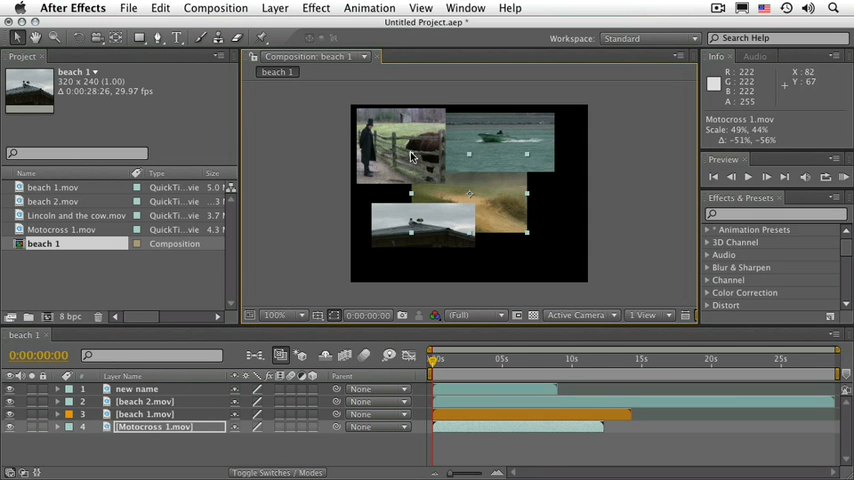 After Effects File Edit Composition Layer Effect Animation View Window Help
Untitled Project.aep *
Workspace: Standard Search Help
Project
Composition: beach 1
Info Audio
beach 1
320 x 240 (1.00)
Δ 0:00:28:26, 29.97 fps
beach 1
R : 222
G : 222
B : 222
A : 255
X : 82
Y : 67
Motocross 1.mov
Scale: 49%, 44%
Δ: -51%, -56%
Preview
Name Type Size
beach 1.mov QuickTi...vie 5.0 M
beach 2.mov QuickTi...vie ...3 M
Lincoln and the cow.mov QuickTi...vie 3.7 M
Motocross 1.mov QuickTi...vie 4.0 M
beach 1 Composition
Effects & Presets
* Animation Presets
3D Channel
Audio
Blur & Sharpen
Channel
Color Correction
Distort
8 bpc
100% 0:00:00:00 (Full) Active Camera 1 View
beach 1
0:00:00:00
00s 05s 10s 20s 25s
# Layer Name Parent
1 new name None
2 [beach 2.mov] None
3 [beach 1.mov] None
4 [Motocross 1.mov] None
Toggle Switches / Modes